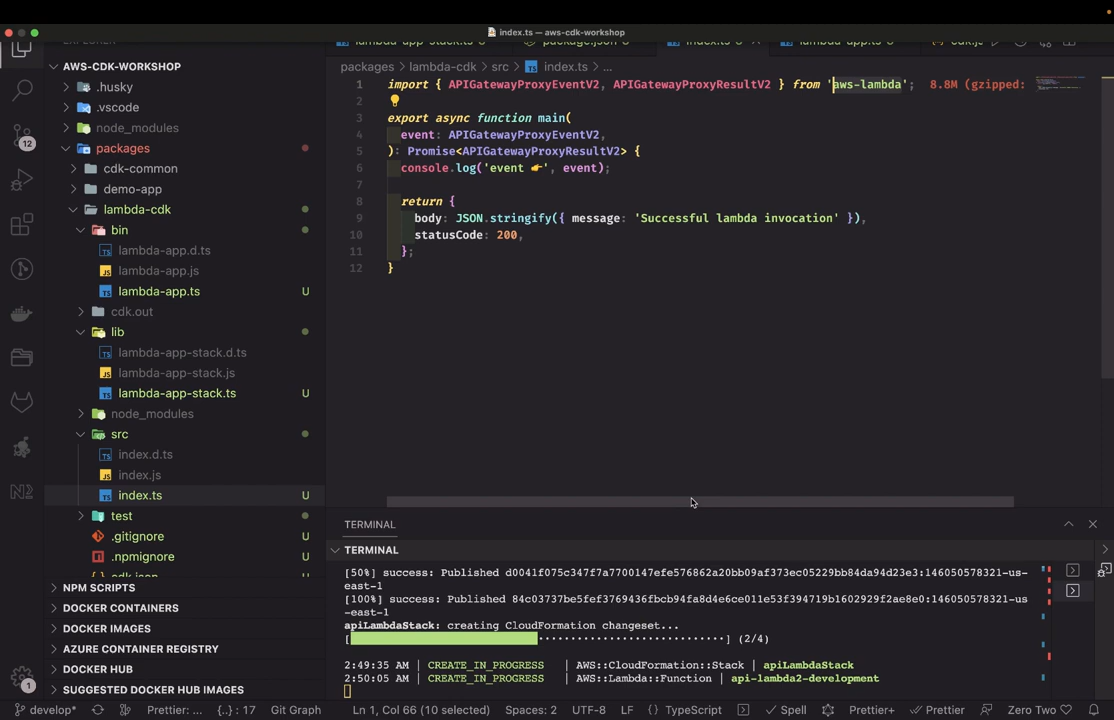 index.ts — aws-cdk-workshop
AWS-CDK-WORKSHOP
.husky
.vscode
node_modules
packages
cdk-common
demo-app
lambda-cdk
bin
lambda-app.d.ts
lambda-app.js
lambda-app.ts U
cdk.out
lib
lambda-app-stack.d.ts
lambda-app-stack.js
lambda-app-stack.ts U
node_modules
src
index.d.ts
index.js
index.ts U
test
.gitignore U
.npmignore U
cdk.json U
NPM SCRIPTS
DOCKER CONTAINERS
DOCKER IMAGES
AZURE CONTAINER REGISTRY
DOCKER HUB
SUGGESTED DOCKER HUB IMAGES
12
1
packages > lambda-cdk > src > index.ts > ...
1 import { APIGatewayProxyEventV2, APIGatewayProxyResultV2 } from 'aws-lambda'; 8.8M (gzipped:
2
3 export async function main(
4 event: APIGatewayProxyEventV2,
5 ): Promise<APIGatewayProxyResultV2> {
6 console.log('event 👉', event);
7
8 return {
9 body: JSON.stringify({ message: 'Successful lambda invocation' }),
10 statusCode: 200,
11 };
12 }
TERMINAL
TERMINAL
[50%] success: Published d0041f075c347f7a7700147efe576862a20bb09af373ec05229bb84da94d23e3:146050578321-us-
east-1
[100%] success: Published 84c03737be5fef3769436fbcb94fa8d4e6ce011e53f394719b1602929f2ae8e0:146050578321-us
-east-1
apiLambdaStack: creating CloudFormation changeset...
[····························] (2/4)
2:49:35 AM | CREATE_IN_PROGRESS | AWS::CloudFormation::Stack | apiLambdaStack
2:50:05 AM | CREATE_IN_PROGRESS | AWS::Lambda::Function | api-lambda2-development
develop* Prettier: ... {..} : 17 Git Graph Ln 1, Col 66 (10 selected) Spaces: 2 UTF-8 LF {} TypeScript Spell Prettier+ Prettier Zero Two